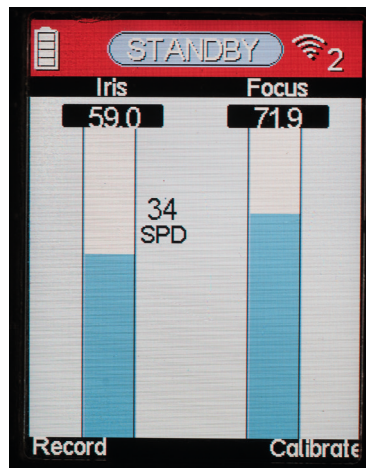 STANDBY 2
Iris Focus
59.0 71.9
34
SPD
Record Calibrate